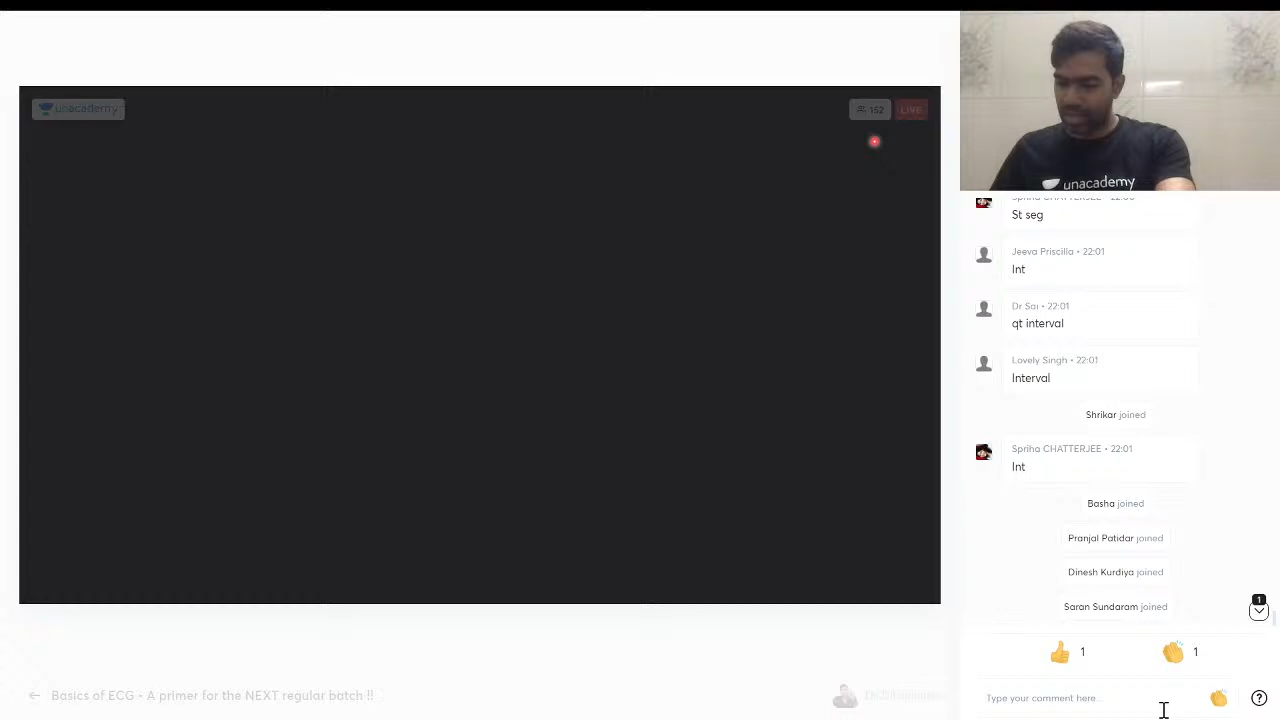 unacademy
152
LIVE
unacademy
St seg
Jeeva Priscilla • 22:01
Int
Dr Sai • 22:01
qt interval
Lovely Singh • 22:01
Interval
Shrikar joined
Spriha CHATTERJEE • 22:01
Int
Basha joined
Pranjal Patidar joined
Dinesh Kurdiya joined
Saran Sundaram joined
1
1
1
Type your comment here..
Basics of ECG - A primer for the NEXT regular batch !!